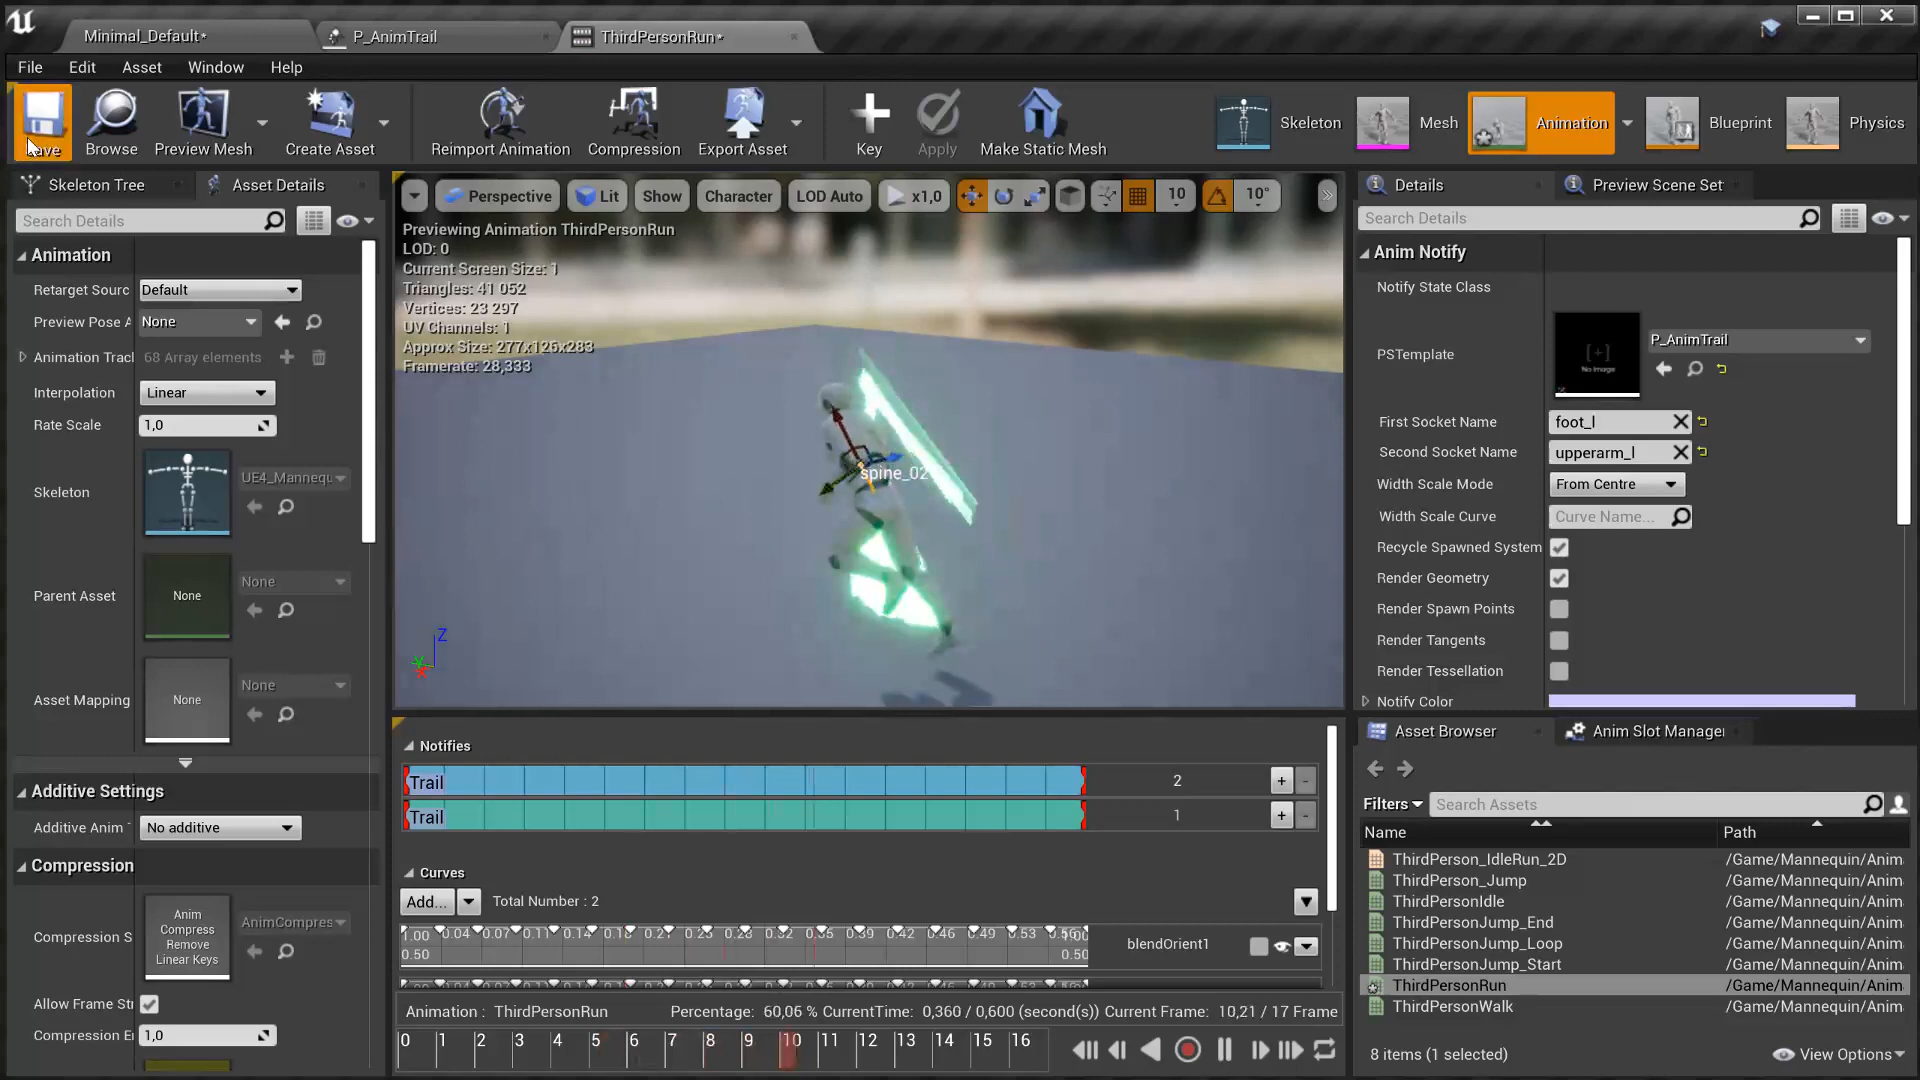 Minimal_Default*
P_AnimTrail
ThirdPersonRun*
File Edit Asset Window Help
Browse
Preview Mesh
Create Asset
Reimport Animation
Compression
Export Asset
Key
Apply
Make Static Mesh
Skeleton
Mesh
Animation
Blueprint
Physics
Skeleton Tree
Asset Details
Search Details
Animation
Retarget Sourc
Default
Preview Pose A
None
Animation Tracl
68 Array elements
Interpolation
Linear
Rate Scale
1,0
Skeleton
UE4_Mannequ
Parent Asset
None
None
Asset Mapping
None
None
Additive Settings
Additive Anim
No additive
Compression
Compression S
Anim
Compress
Remove
Linear Keys
AnimCompres
Allow Frame Str
Compression Er
1,0
Perspective
Lit
Show
Character
LOD Auto
x1,0
10
10°
Previewing Animation ThirdPersonRun
LOD: 0
Current Screen Size: 1
Triangles: 41 052
Vertices: 23 297
UV Channels: 1
Approx Size: 277x126x283
Framerate: 28,333
spine_02
Z
Notifies
Trail
2
Trail
1
Curves
Add...
Total Number : 2
1.00 0.04 0.07 0.11 0.14 0.18 0.21 0.25 0.28 0.32 0.35 0.39 0.42 0.46 0.49 0.53 0.56 1.00
0.50 0.50
blendOrient1
Animation : ThirdPersonRun Percentage: 60,06 % CurrentTime: 0,360 / 0,600 (second(s)) Current Frame: 10,21 / 17 Frame
0 1 2 3 4 5 6 7 8 9 10 11 12 13 14 15 16
Details
Preview Scene Set
Search Details
Anim Notify
Notify State Class
PSTemplate
No Image
P_AnimTrail
First Socket Name
foot_l
Second Socket Name
upperarm_l
Width Scale Mode
From Centre
Width Scale Curve
Curve Name...
Recycle Spawned System
Render Geometry
Render Spawn Points
Render Tangents
Render Tessellation
Notify Color
Asset Browser
Anim Slot Manager
Filters
Search Assets
Name Path
ThirdPerson_IdleRun_2D /Game/Mannequin/Anim
ThirdPerson_Jump /Game/Mannequin/Anim
ThirdPersonIdle /Game/Mannequin/Anim
ThirdPersonJump_End /Game/Mannequin/Anim
ThirdPersonJump_Loop /Game/Mannequin/Anim
ThirdPersonJump_Start /Game/Mannequin/Anim
ThirdPersonRun /Game/Mannequin/Anim
ThirdPersonWalk /Game/Mannequin/Anim
8 items (1 selected)
View Options